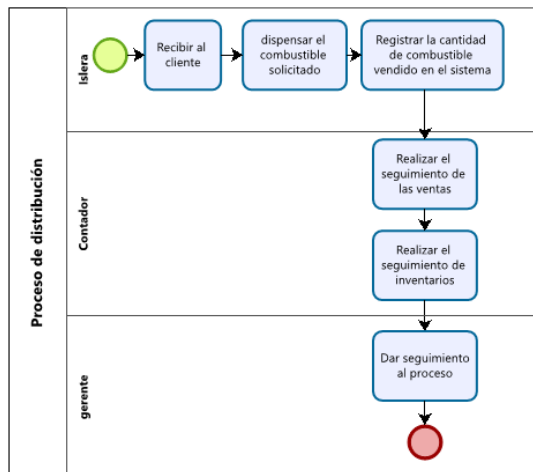 Proceso de distribución
Islera
Recibir al
cliente
dispensar el
combustible
solicitado
Registrar la cantidad
de combustible
vendido en el sistema
Contador
Realizar el
seguimiento de
las ventas
Realizar el
seguimiento de
inventarios
gerente
Dar seguimiento
al proceso